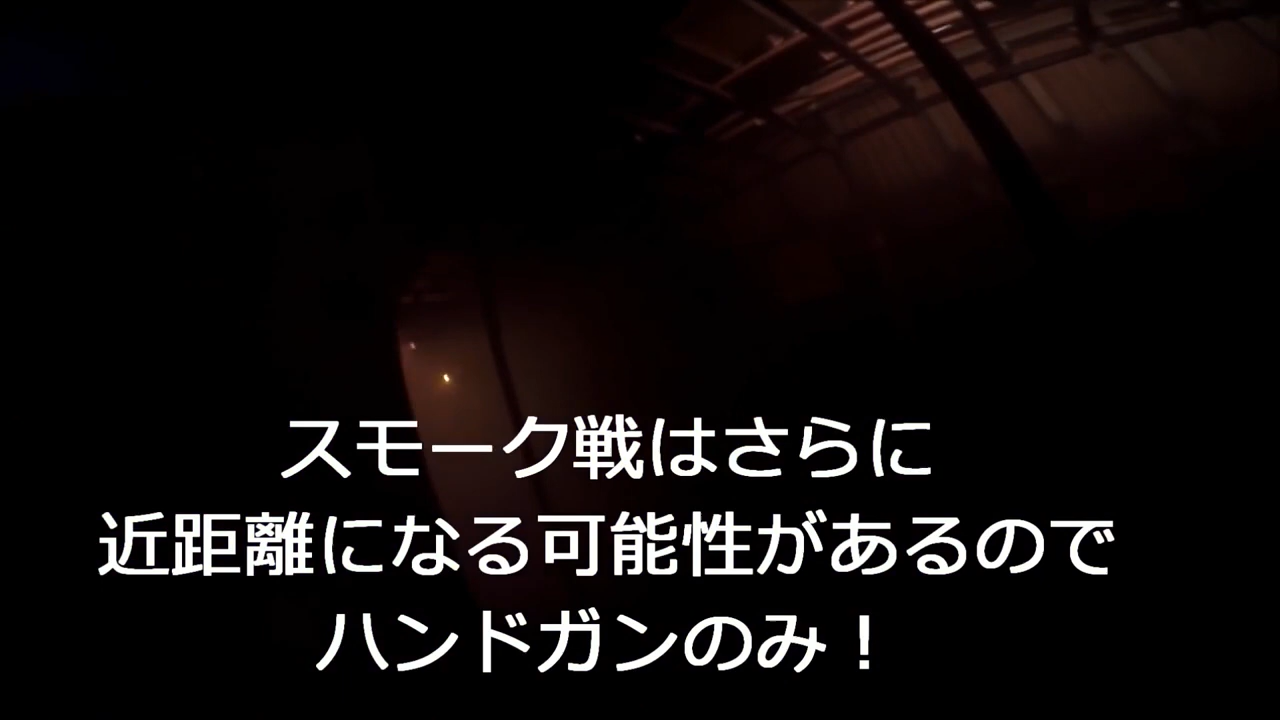 スモーク戦はさらに
近距離になる可能性があるので
ハンドガンのみ！